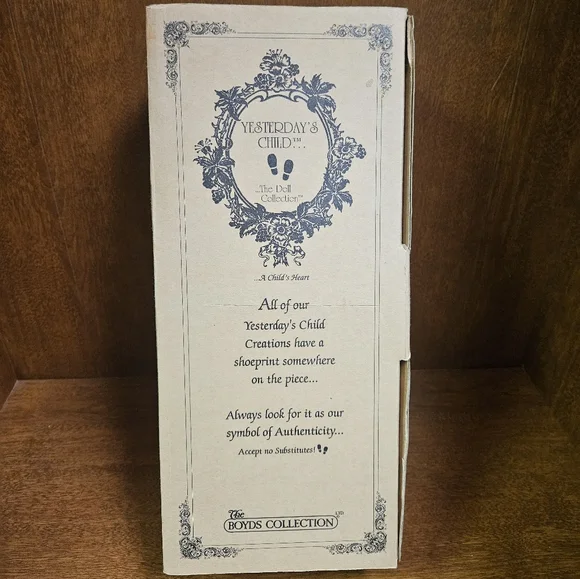 YESTERDAY'S
CHILD™...
...The Doll
Collection™
...A Child's Heart
All of our
Yesterday's Child
Creations have a
shoeprint somewhere
on the piece...
Always look for it as our
symbol of Authenticity...
Accept no Substitutes!
The
BOYDS COLLECTION